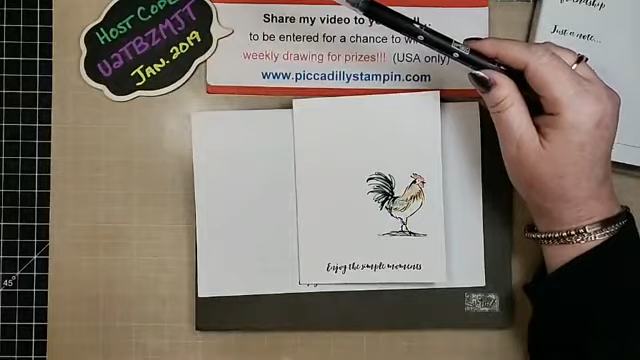 HOST CODE
U2TBZMJT
JAN. 2019
Share my video to
to be entered for a chance to
weekly drawing for prizes!!! (USA only)
www.piccadillystampin.com
Just a note...
Enjoy the simple moments